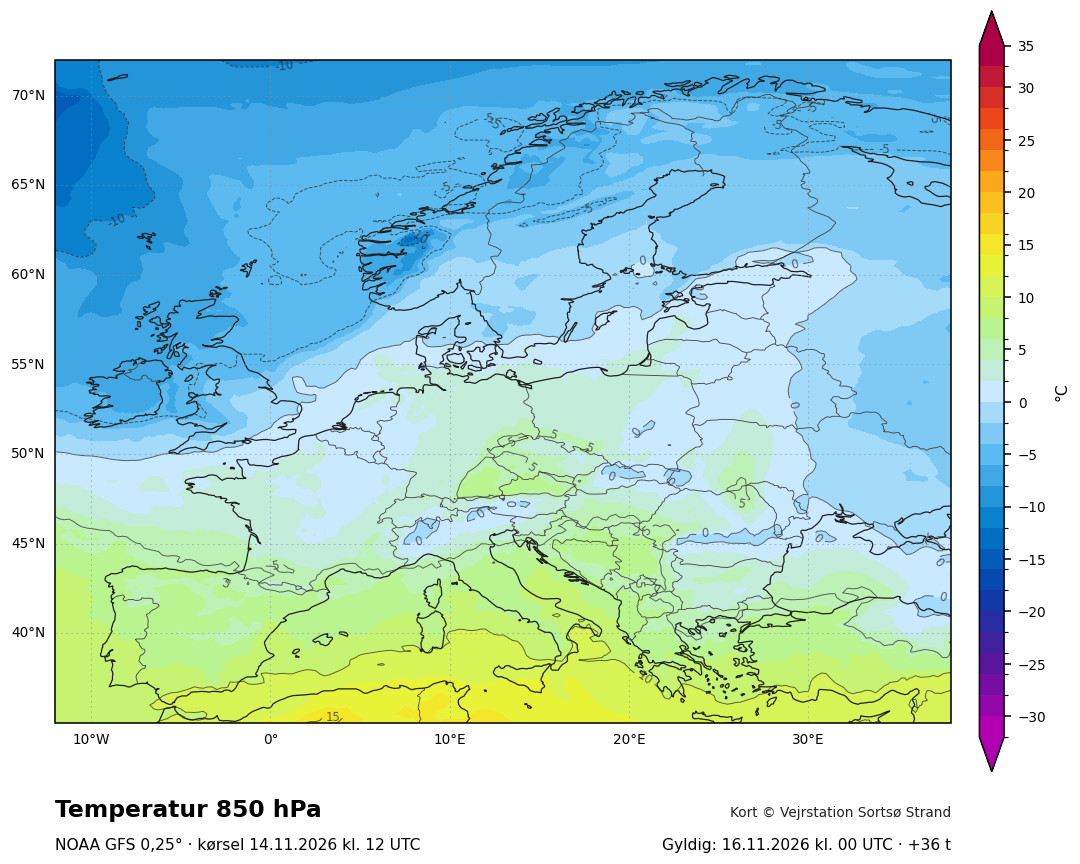 70°N
65°N
60°N
55°N
50°N
45°N
40°N
10°W
0°
10°E
20°E
30°E
35
30
25
20
15
10
5
0
−5
−10
−15
−20
−25
−30
°C
Temperatur 850 hPa
Kort © Vejrstation Sortsø Strand
NOAA GFS 0,25° · kørsel 14.11.2026 kl. 12 UTC
Gyldig: 16.11.2026 kl. 00 UTC · +36 t